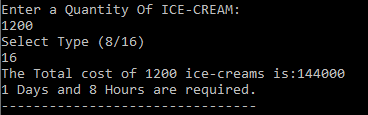 Enter a Quantity Of ICE-CREAM:
1200
Select Type (8/16)
16
The Total cost of 1200 ice-creams is:144000
1 Days and 8 Hours are required.
--------------------------------